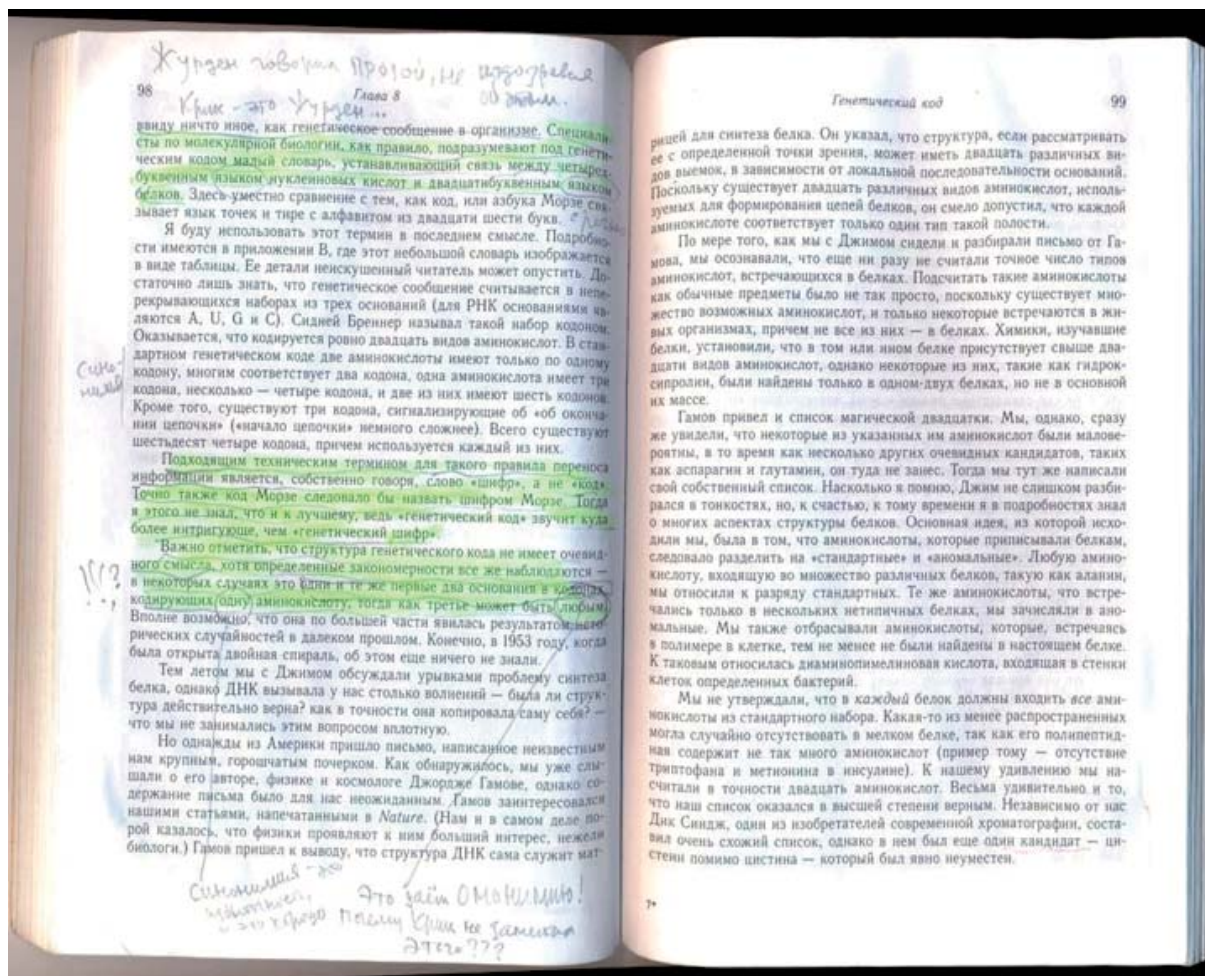 Журден говорил прозой, не подозревая
об этом.
98
Глава 8
Крик - это Журден...
ввиду ничто иное, как генетическое сообщение в организме. Специали-
сты по молекулярной биологии, как правило, подразумевают под генети-
ческим кодом малый словарь, устанавливающий связь между четырех-
буквенным языком нуклеиновых кислот и двадцатибуквенным языком
белков. Здесь уместно сравнение с тем, как код, или азбука Морзе свя-
зывает язык точек и тире с алфавитом из двадцати шести букв.
Я буду использовать этот термин в последнем смысле. Подробно-
сти имеются в приложении B, где этот небольшой словарь изображается
в виде таблицы. Ее детали неискушенный читатель может опустить. До-
статочно лишь знать, что генетическое сообщение считывается в непе-
рекрывающихся наборах из трех оснований (для РНК основаниями яв-
ляются A, U, G и C). Сидней Бреннер называл такой набор кодоном.
Оказывается, что кодируется ровно двадцать видов аминокислот. В стан-
дартном генетическом коде две аминокислоты имеют только по одному
кодону, многим соответствует два кодона, одна аминокислота имеет три
кодона, несколько — четыре кодона, и две из них имеют шесть кодонов.
Кроме того, существуют три кодона, сигнализирующие об «об оконча-
нии цепочки» («начало цепочки» немного сложнее). Всего существуют
шестьдесят четыре кодона, причем используется каждый из них.
Подходящим техническим термином для такого правила переноса
информации является, собственно говоря, слово «шифр», а не «код».
Точно также код Морзе следовало бы назвать шифром Морзе. Тогда
я этого не знал, что и к лучшему, ведь «генетический код» звучит куда
более интригующе, чем «генетический шифр».
Важно отметить, что структура генетического кода не имеет очевид-
ного смысла, хотя определенные закономерности все же наблюдаются —
в некоторых случаях это одни и те же первые два основания в кодонах,
кодирующих одну аминокислоту, тогда как третье может быть любым.
Вполне возможно, что она по большей части явилась результатом исто-
рических случайностей в далеком прошлом. Конечно, в 1953 году, когда
была открыта двойная спираль, об этом еще ничего не знали.
Тем летом мы с Джимом обсуждали урывками проблему синтеза
белка, однако ДНК вызывала у нас столько волнений — была ли струк-
тура действительно верна? как в точности она копировала саму себя? —
что мы не занимались этим вопросом вплотную.
Но однажды из Америки пришло письмо, написанное неизвестным
нам крупным, горошчатым почерком. Как обнаружилось, мы уже слы-
шали о его авторе, физике и космологе Джордже Гамове, однако со-
держание письма было для нас неожиданным. Гамов заинтересовался
нашими статьями, напечатанными в Nature. (Нам и в самом деле по-
рой казалось, что физики проявляют к ним больший интерес, нежели
биологи.) Гамов пришел к выводу, что структура ДНК сама служит мат-
!!?
Синонимия - это
Это даёт ОМОНИМИЮ!
Почему Крик не заметил
этого???
Генетический код
99
рицей для синтеза белка. Он указал, что структура, если рассматривать
ее с определенной точки зрения, может иметь двадцать различных ви-
дов выемок, в зависимости от локальной последовательности оснований.
Поскольку существует двадцать различных видов аминокислот, исполь-
зуемых для формирования цепей белков, он смело допустил, что каждой
аминокислоте соответствует только один тип такой полости.
По мере того, как мы с Джимом сидели и разбирали письмо от Га-
мова, мы осознавали, что еще ни разу не считали точное число типов
аминокислот, встречающихся в белках. Подсчитать такие аминокислоты
как обычные предметы было не так просто, поскольку существует мно-
жество возможных аминокислот, и только некоторые встречаются в жи-
вых организмах, причем не все из них — в белках. Химики, изучавшие
белки, установили, что в том или ином белке присутствует свыше два-
дцати видов аминокислот, однако некоторые из них, такие как гидрок-
сипролин, были найдены только в одном-двух белках, но не в основной
их массе.
Гамов привел и список магической двадцатки. Мы, однако, сразу
же увидели, что некоторые из указанных им аминокислот были малове-
роятны, в то время как несколько других очевидных кандидатов, таких
как аспарагин и глутамин, он туда не занес. Тогда мы тут же написали
свой собственный список. Насколько я помню, Джим не слишком разби-
рался в тонкостях, но, к счастью, к тому времени я в подробностях знал
о многих аспектах структуры белков. Основная идея, из которой исхо-
дили мы, была в том, что аминокислоты, которые приписывали белкам,
следовало разделить на «стандартные» и «аномальные». Любую амино-
кислоту, входящую во множество различных белков, такую как аланин,
мы относили к разряду стандартных. Те же аминокислоты, что встре-
чались только в нескольких нетипичных белках, мы зачисляли в ано-
мальные. Мы также отбрасывали аминокислоты, которые, встречаясь
в полимере в клетке, тем не менее не были найдены в настоящем белке.
К таковым относилась диаминопимелиновая кислота, входящая в стенки
клеток определенных бактерий.
Мы не утверждали, что в каждый белок должны входить все ами-
нокислоты из стандартного набора. Какая-то из менее распространенных
могла случайно отсутствовать в мелком белке, так как его полипептид-
ная содержит не так много аминокислот (пример тому — отсутствие
триптофана и метионина в инсулине). К нашему удивлению мы на-
считали в точности двадцать аминокислот. Весьма удивительно и то,
что наш список оказался в высшей степени верным. Независимо от нас
Дик Синдж, один из изобретателей современной хроматографии, соста-
вил очень схожий список, однако в нем был еще один кандидат — ци-
стеин помимо цистина — который был явно неуместен.
7*